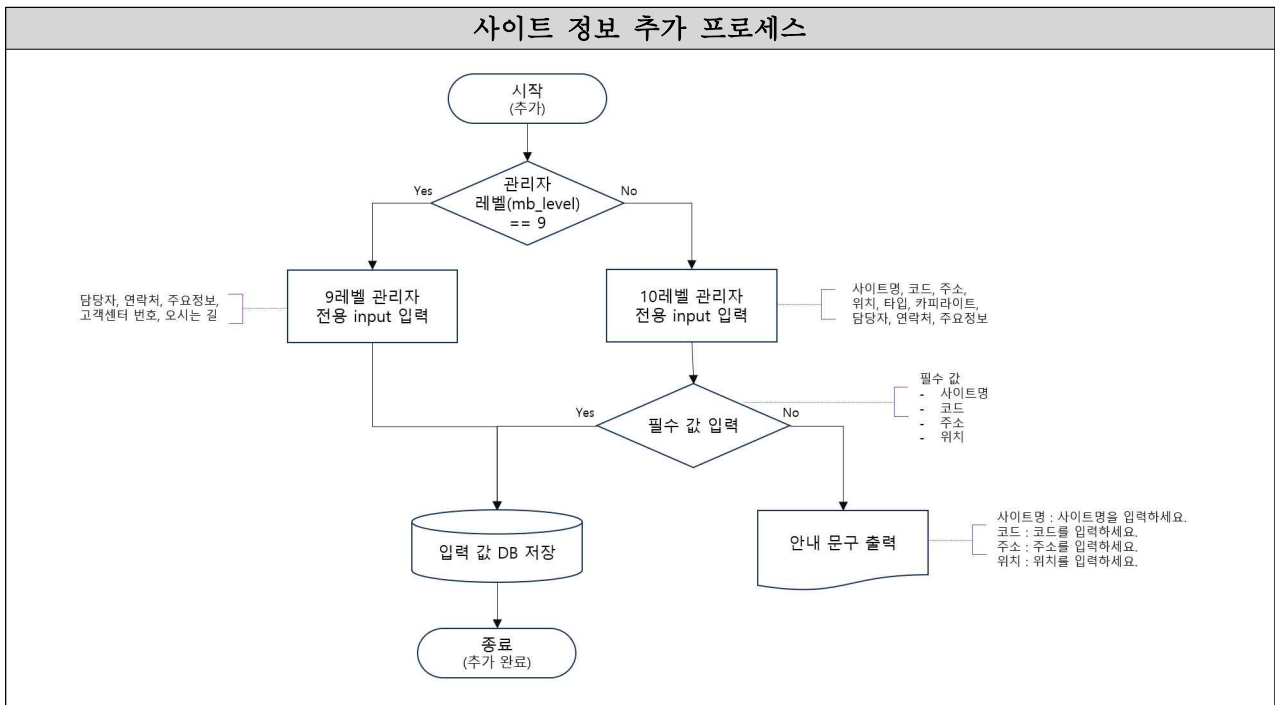 사이트 정보 추가 프로세스
시작
(추가)
관리자
레벨(mb_level)
== 9
Yes
No
담당자, 연락처, 주요정보,
고객센터 번호, 오시는 길
9레벨 관리자
전용 input 입력
10레벨 관리자
전용 input 입력
사이트명, 코드, 주소,
위치, 타입, 카피라이트,
담당자, 연락처, 주요정보
필수 값
- 사이트명
- 코드
- 주소
- 위치
Yes
필수 값 입력
No
입력 값 DB 저장
안내 문구 출력
사이트명 : 사이트명을 입력하세요.
코드 : 코드를 입력하세요.
주소 : 주소를 입력하세요.
위치 : 위치를 입력하세요.
종료
(추가 완료)